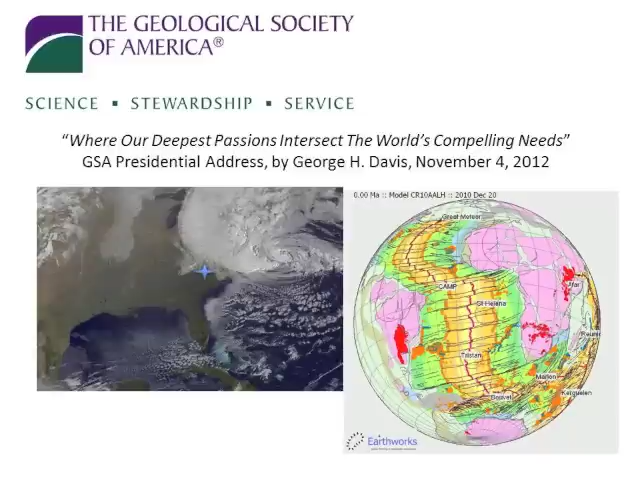 THE GEOLOGICAL SOCIETY
OF AMERICA®
SCIENCE ▪ STEWARDSHIP ▪ SERVICE
“Where Our Deepest Passions Intersect The World’s Compelling Needs”
GSA Presidential Address, by George H. Davis, November 4, 2012
0.00 Ma :: Model CR10AALH :: 2010 Dec 20
Great Meteor
CAMP
St Helena
Afar
Reunion
Tristan
Marion
Bouvet
Kerguelen
Earthworks